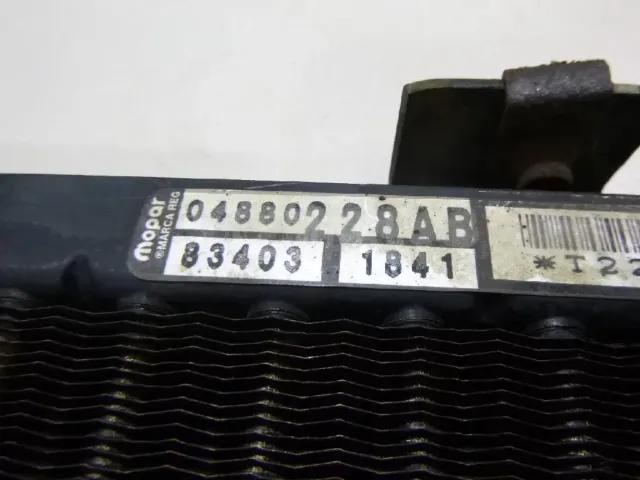 mopar
® MARCA REG
04880228AB
83403 1841
*T22